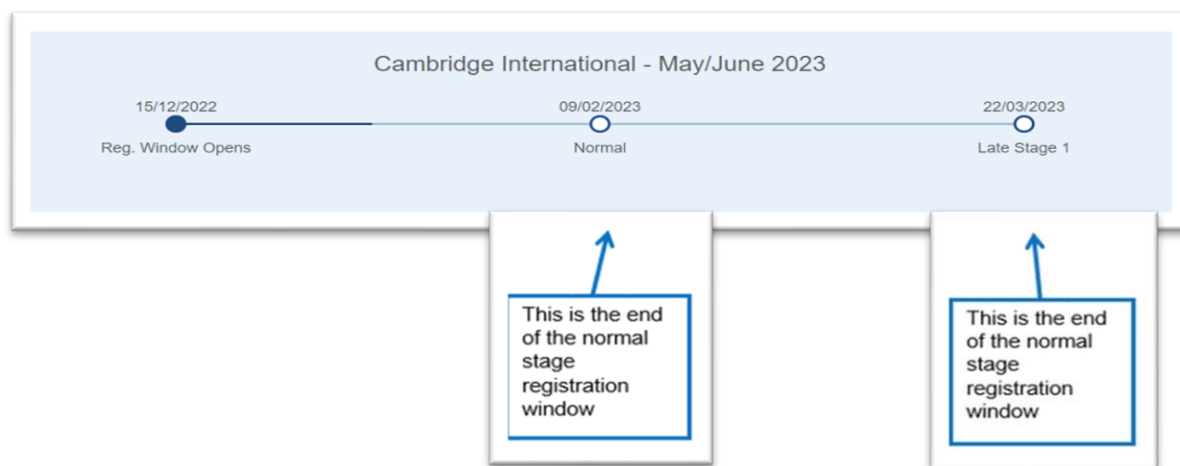 Cambridge International - May/June 2023
15/12/2022
09/02/2023
22/03/2023
Reg. Window Opens
Normal
Late Stage 1
This is the end
of the normal
stage
registration
window
This is the end
of the normal
stage
registration
window